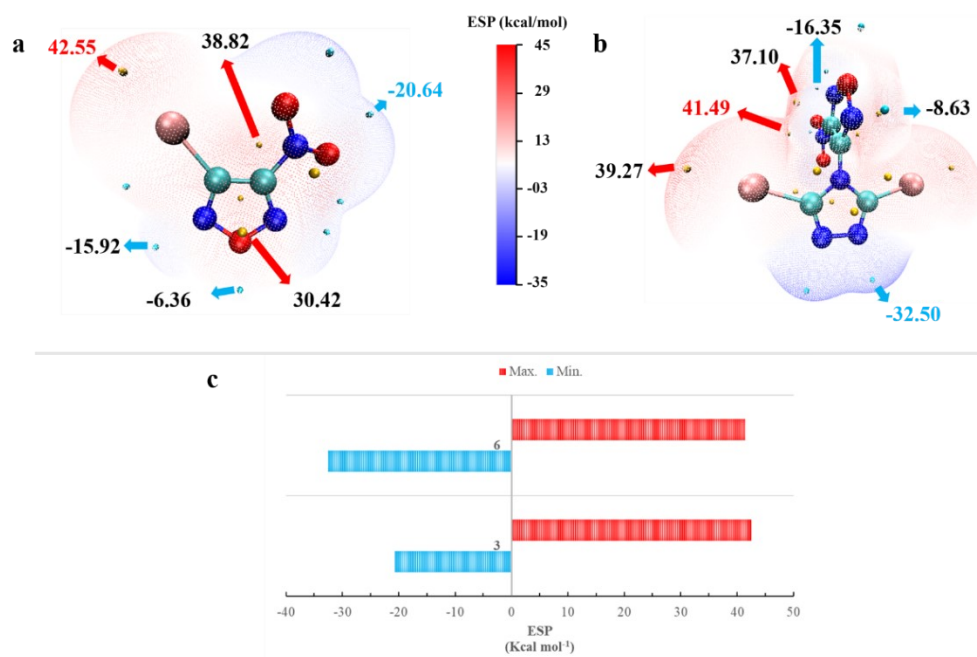 a
42.55
38.82
-20.64
-15.92
-6.36
30.42
ESP (kcal/mol)
45
29
13
-03
-19
-35
b
-16.35
37.10
41.49
-8.63
39.27
-32.50
c
Max. Min.
6
3
-40 -30 -20 -10 0 10 20 30 40 50
ESP
(Kcal mol⁻¹)